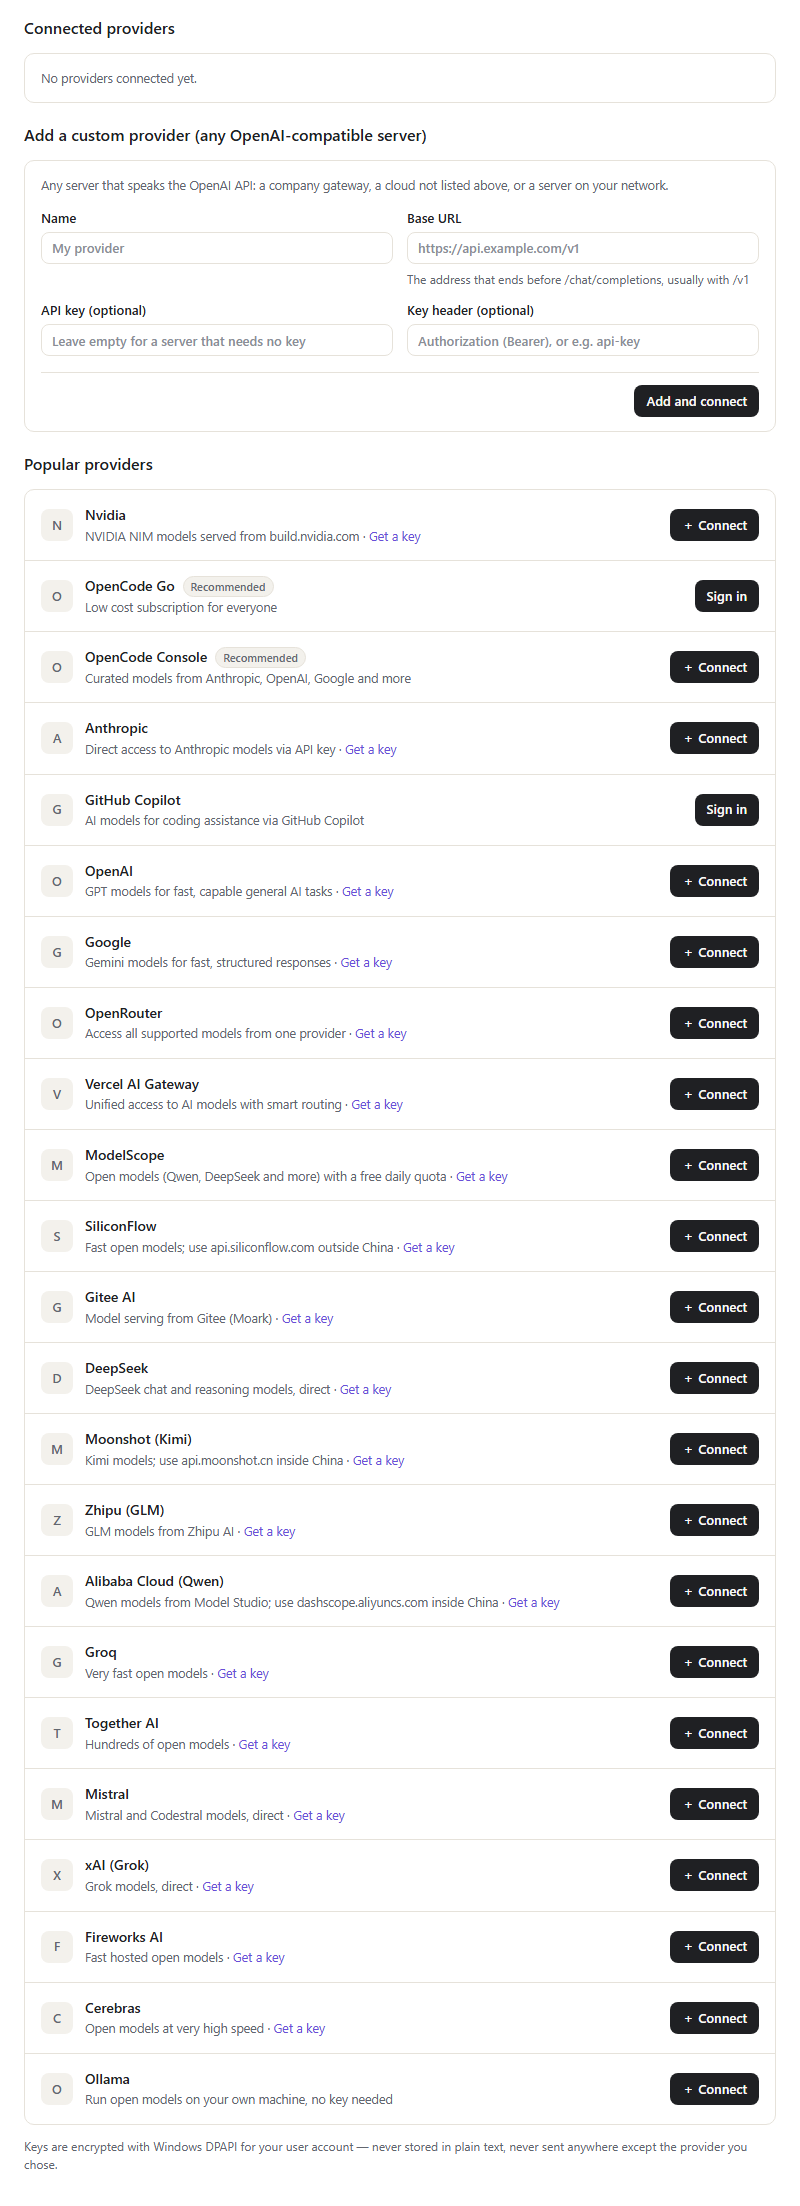 Connected providers
No providers connected yet.
Add a custom provider (any OpenAI-compatible server)
Any server that speaks the OpenAI API: a company gateway, a cloud not listed above, or a server on your network.
Name
Base URL
My provider
https://api.example.com/v1
The address that ends before /chat/completions, usually with /v1
API key (optional)
Key header (optional)
Leave empty for a server that needs no key
Authorization (Bearer), or e.g. api-key
Add and connect
Popular providers
N
Nvidia
NVIDIA NIM models served from build.nvidia.com · Get a key
+ Connect
O
OpenCode Go Recommended
Low cost subscription for everyone
Sign in
O
OpenCode Console Recommended
Curated models from Anthropic, OpenAI, Google and more
+ Connect
A
Anthropic
Direct access to Anthropic models via API key · Get a key
+ Connect
G
GitHub Copilot
AI models for coding assistance via GitHub Copilot
Sign in
O
OpenAI
GPT models for fast, capable general AI tasks · Get a key
+ Connect
G
Google
Gemini models for fast, structured responses · Get a key
+ Connect
O
OpenRouter
Access all supported models from one provider · Get a key
+ Connect
V
Vercel AI Gateway
Unified access to AI models with smart routing · Get a key
+ Connect
M
ModelScope
Open models (Qwen, DeepSeek and more) with a free daily quota · Get a key
+ Connect
S
SiliconFlow
Fast open models; use api.siliconflow.com outside China · Get a key
+ Connect
G
Gitee AI
Model serving from Gitee (Moark) · Get a key
+ Connect
D
DeepSeek
DeepSeek chat and reasoning models, direct · Get a key
+ Connect
M
Moonshot (Kimi)
Kimi models; use api.moonshot.cn inside China · Get a key
+ Connect
Z
Zhipu (GLM)
GLM models from Zhipu AI · Get a key
+ Connect
A
Alibaba Cloud (Qwen)
Qwen models from Model Studio; use dashscope.aliyuncs.com inside China · Get a key
+ Connect
G
Groq
Very fast open models · Get a key
+ Connect
T
Together AI
Hundreds of open models · Get a key
+ Connect
M
Mistral
Mistral and Codestral models, direct · Get a key
+ Connect
X
xAI (Grok)
Grok models, direct · Get a key
+ Connect
F
Fireworks AI
Fast hosted open models · Get a key
+ Connect
C
Cerebras
Open models at very high speed · Get a key
+ Connect
O
Ollama
Run open models on your own machine, no key needed
+ Connect
Keys are encrypted with Windows DPAPI for your user account — never stored in plain text, never sent anywhere except the provider you
chose.